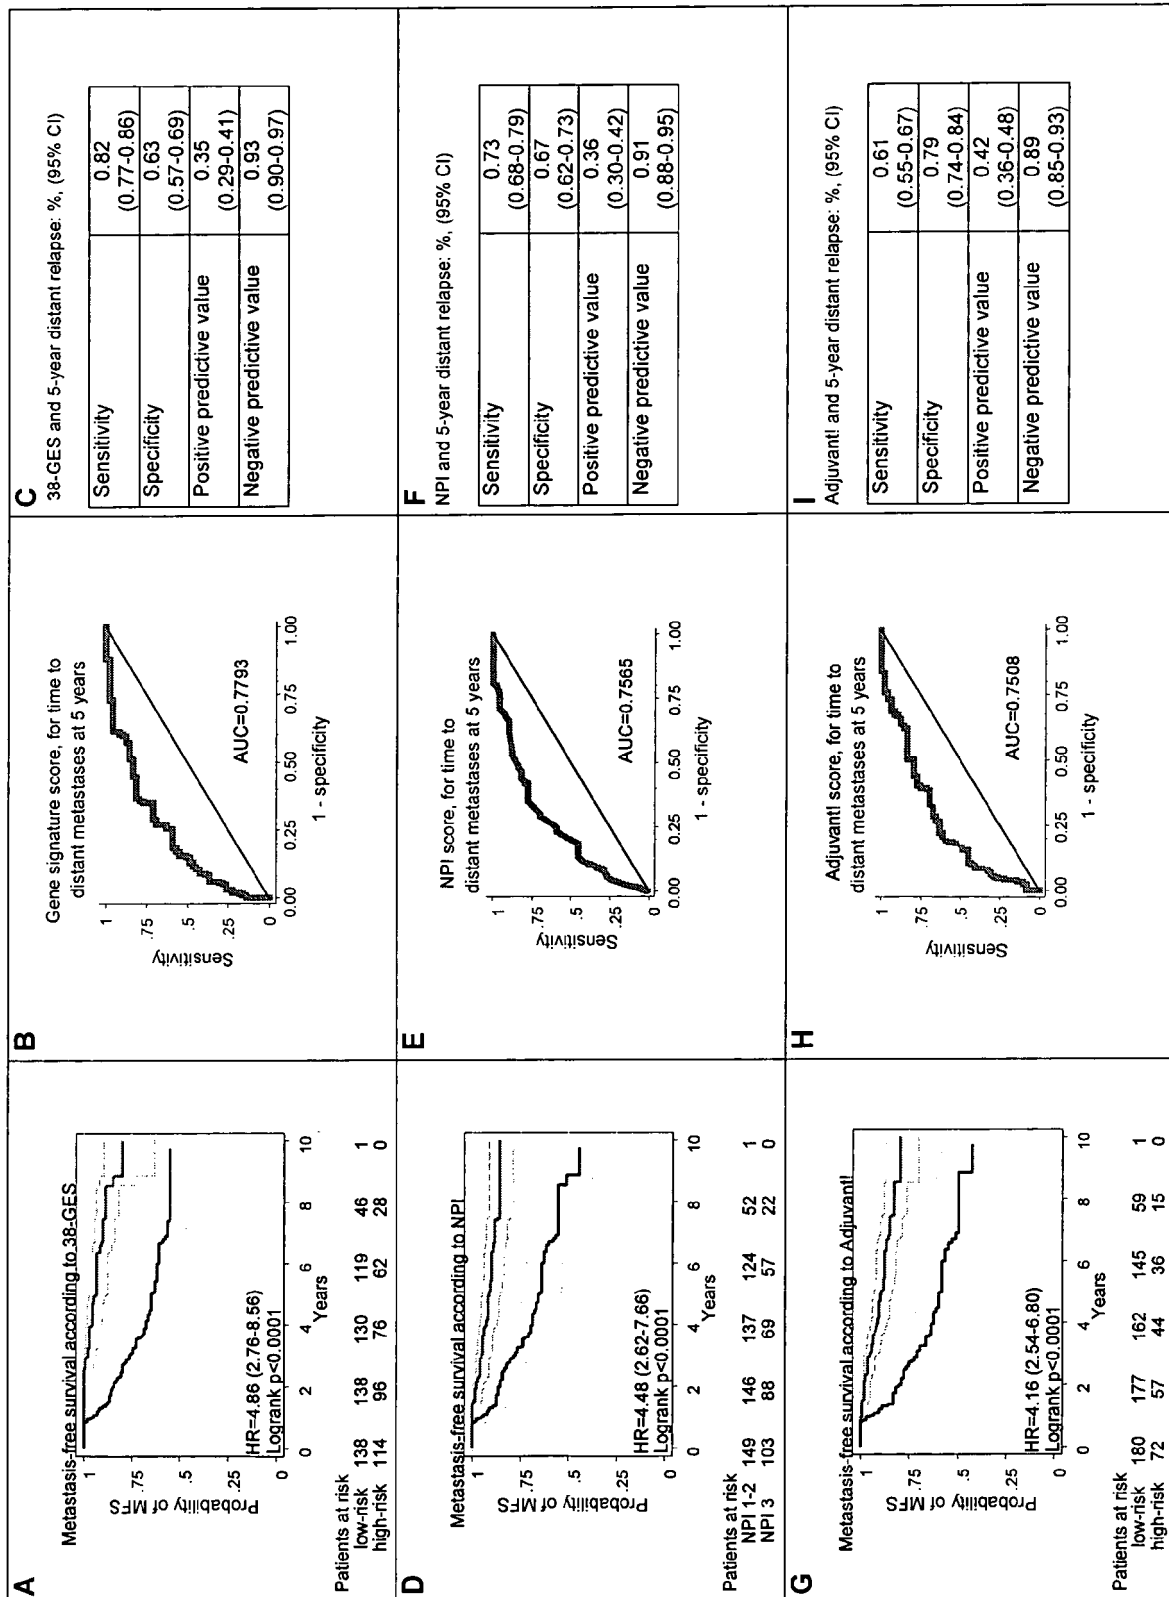 A
Metastasis-free survival according to 38-GES
Probability of MFS
1
.75
.5
.25
0
HR=4.86 (2.76-8.56)
Logrank p<0.0001
0 2 4 6 8 10
Years
Patients at risk
low-risk 138 138 130 119 46 1
high-risk 114 96 76 62 28 0
B
Gene signature score, for time to
distant metastases at 5 years
Sensitivity
1
.75
.5
.25
0
AUC=0.7793
0.00 0.25 0.50 0.75 1.00
1 - specificity
C
38-GES and 5-year distant relapse: %, (95% CI)
Sensitivity 0.82
(0.77-0.86)
Specificity 0.63
(0.57-0.69)
Positive predictive value 0.35
(0.29-0.41)
Negative predictive value 0.93
(0.90-0.97)
D
Metastasis-free survival according to NPI
Probability of MFS
1
.75
.5
.25
0
HR=4.48 (2.62-7.66)
Logrank p<0.0001
0 2 4 6 8 10
Years
Patients at risk
NPI 1-2 149 146 137 124 52 1
NPI 3 103 88 69 57 22 0
E
NPI score, for time to
distant metastases at 5 years
Sensitivity
1
.75
.5
.25
0
AUC=0.7565
0.00 0.25 0.50 0.75 1.00
1 - specificity
F
NPI and 5-year distant relapse: %, (95% CI)
Sensitivity 0.73
(0.68-0.79)
Specificity 0.67
(0.62-0.73)
Positive predictive value 0.36
(0.30-0.42)
Negative predictive value 0.91
(0.88-0.95)
G
Metastasis-free survival according to Adjuvant!
Probability of MFS
1
.75
.5
.25
0
HR=4.16 (2.54-6.80)
Logrank p<0.0001
0 2 4 6 8 10
Years
Patients at risk
low-risk 180 177 162 145 59 1
high-risk 72 57 44 36 15 0
H
Adjuvant! score, for time to
distant metastases at 5 years
Sensitivity
1
.75
.5
.25
0
AUC=0.7508
0.00 0.25 0.50 0.75 1.00
1 - specificity
I
Adjuvant! and 5-year distant relapse: %, (95% CI)
Sensitivity 0.61
(0.55-0.67)
Specificity 0.79
(0.74-0.84)
Positive predictive value 0.42
(0.36-0.48)
Negative predictive value 0.89
(0.85-0.93)